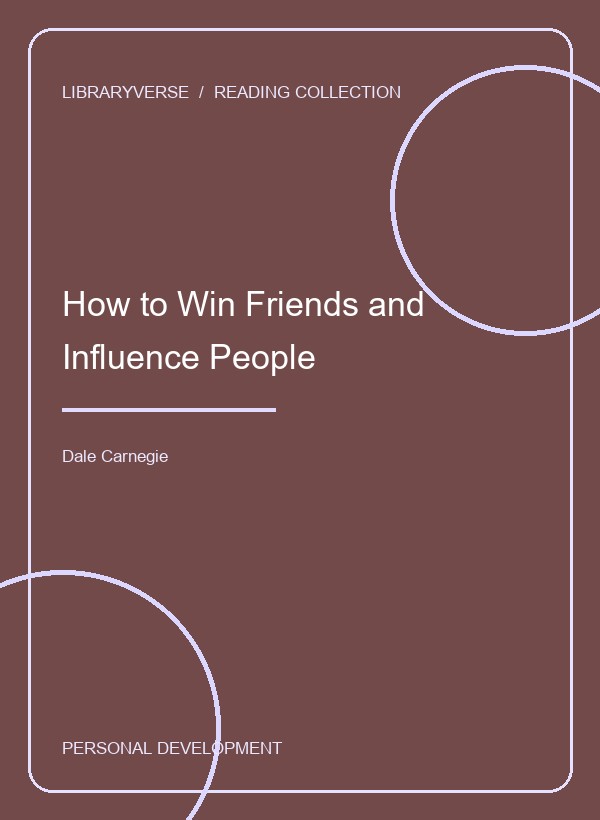 LIBRARYVERSE / READING COLLECTION
How to Win Friends and
Influence People
Dale Carnegie
PERSONAL DEVELOPMENT